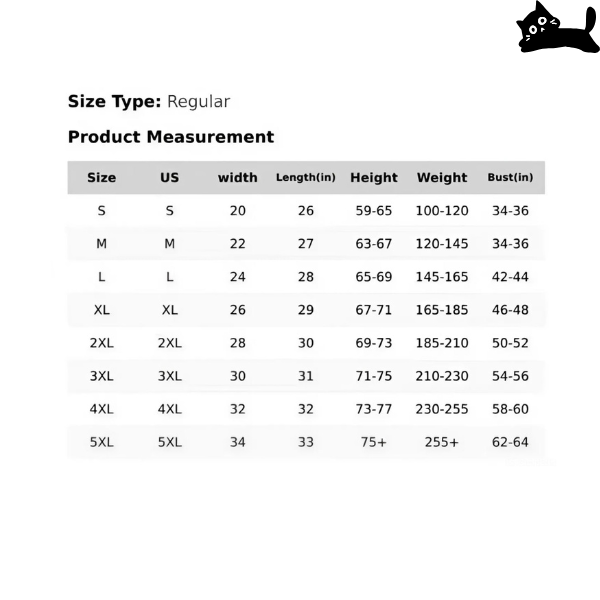 Size Type: Regular
Product Measurement
Size US width Length(in) Height Weight Bust(in)
S S 20 26 59-65 100-120 34-36
M M 22 27 63-67 120-145 34-36
L L 24 28 65-69 145-165 42-44
XL XL 26 29 67-71 165-185 46-48
2XL 2XL 28 30 69-73 185-210 50-52
3XL 3XL 30 31 71-75 210-230 54-56
4XL 4XL 32 32 73-77 230-255 58-60
5XL 5XL 34 33 75+ 255+ 62-64